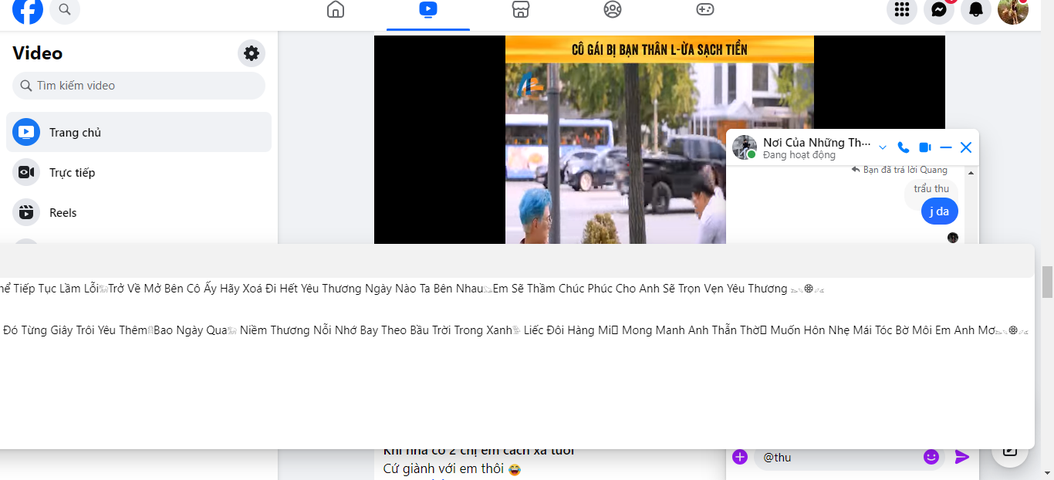 Video
Tìm kiếm video
Trang chủ
Trực tiếp
Reels
CÔ GÁI BỊ BẠN THÂN L-ỪA SẠCH TIỀN
Nơi Của Những Th...
Đang hoạt động
Bạn đã trả lời Quang
trẩu thu
j da
Tiếp Tục Lầm Lỗi Trở Về Mở Bên Cô Ấy Hãy Xoá Đi Hết Yêu Thương Ngày Nào Ta Bên Nhau Em Sẽ Thầm Chúc Phúc Cho Anh Sẽ Trọn Vẹn Yêu Thương
Đó Từng Giây Trôi Yêu Thêm Bao Ngày Qua Niềm Thương Nỗi Nhớ Bay Theo Bầu Trời Trong Xanh Liếc Đôi Hàng Mi Mong Manh Anh Thẫn Thờ Muốn Hôn Nhẹ Mái Tóc Bờ Môi Em Anh Mơ
Khi nhà có 2 chị em cách xa tuổi
Cứ giành với em thôi 😂
@thu